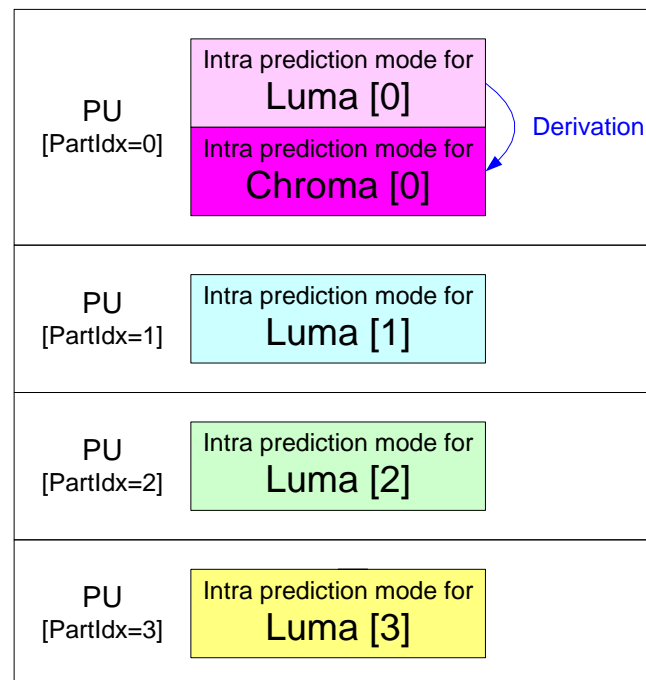 Intra prediction mode for
Luma [0]
PU
[PartIdx=0]
Derivation
Intra prediction mode for
Chroma [0]
PU
[PartIdx=1]
Intra prediction mode for
Luma [1]
PU
[PartIdx=2]
Intra prediction mode for
Luma [2]
PU
[PartIdx=3]
Intra prediction mode for
Luma [3]